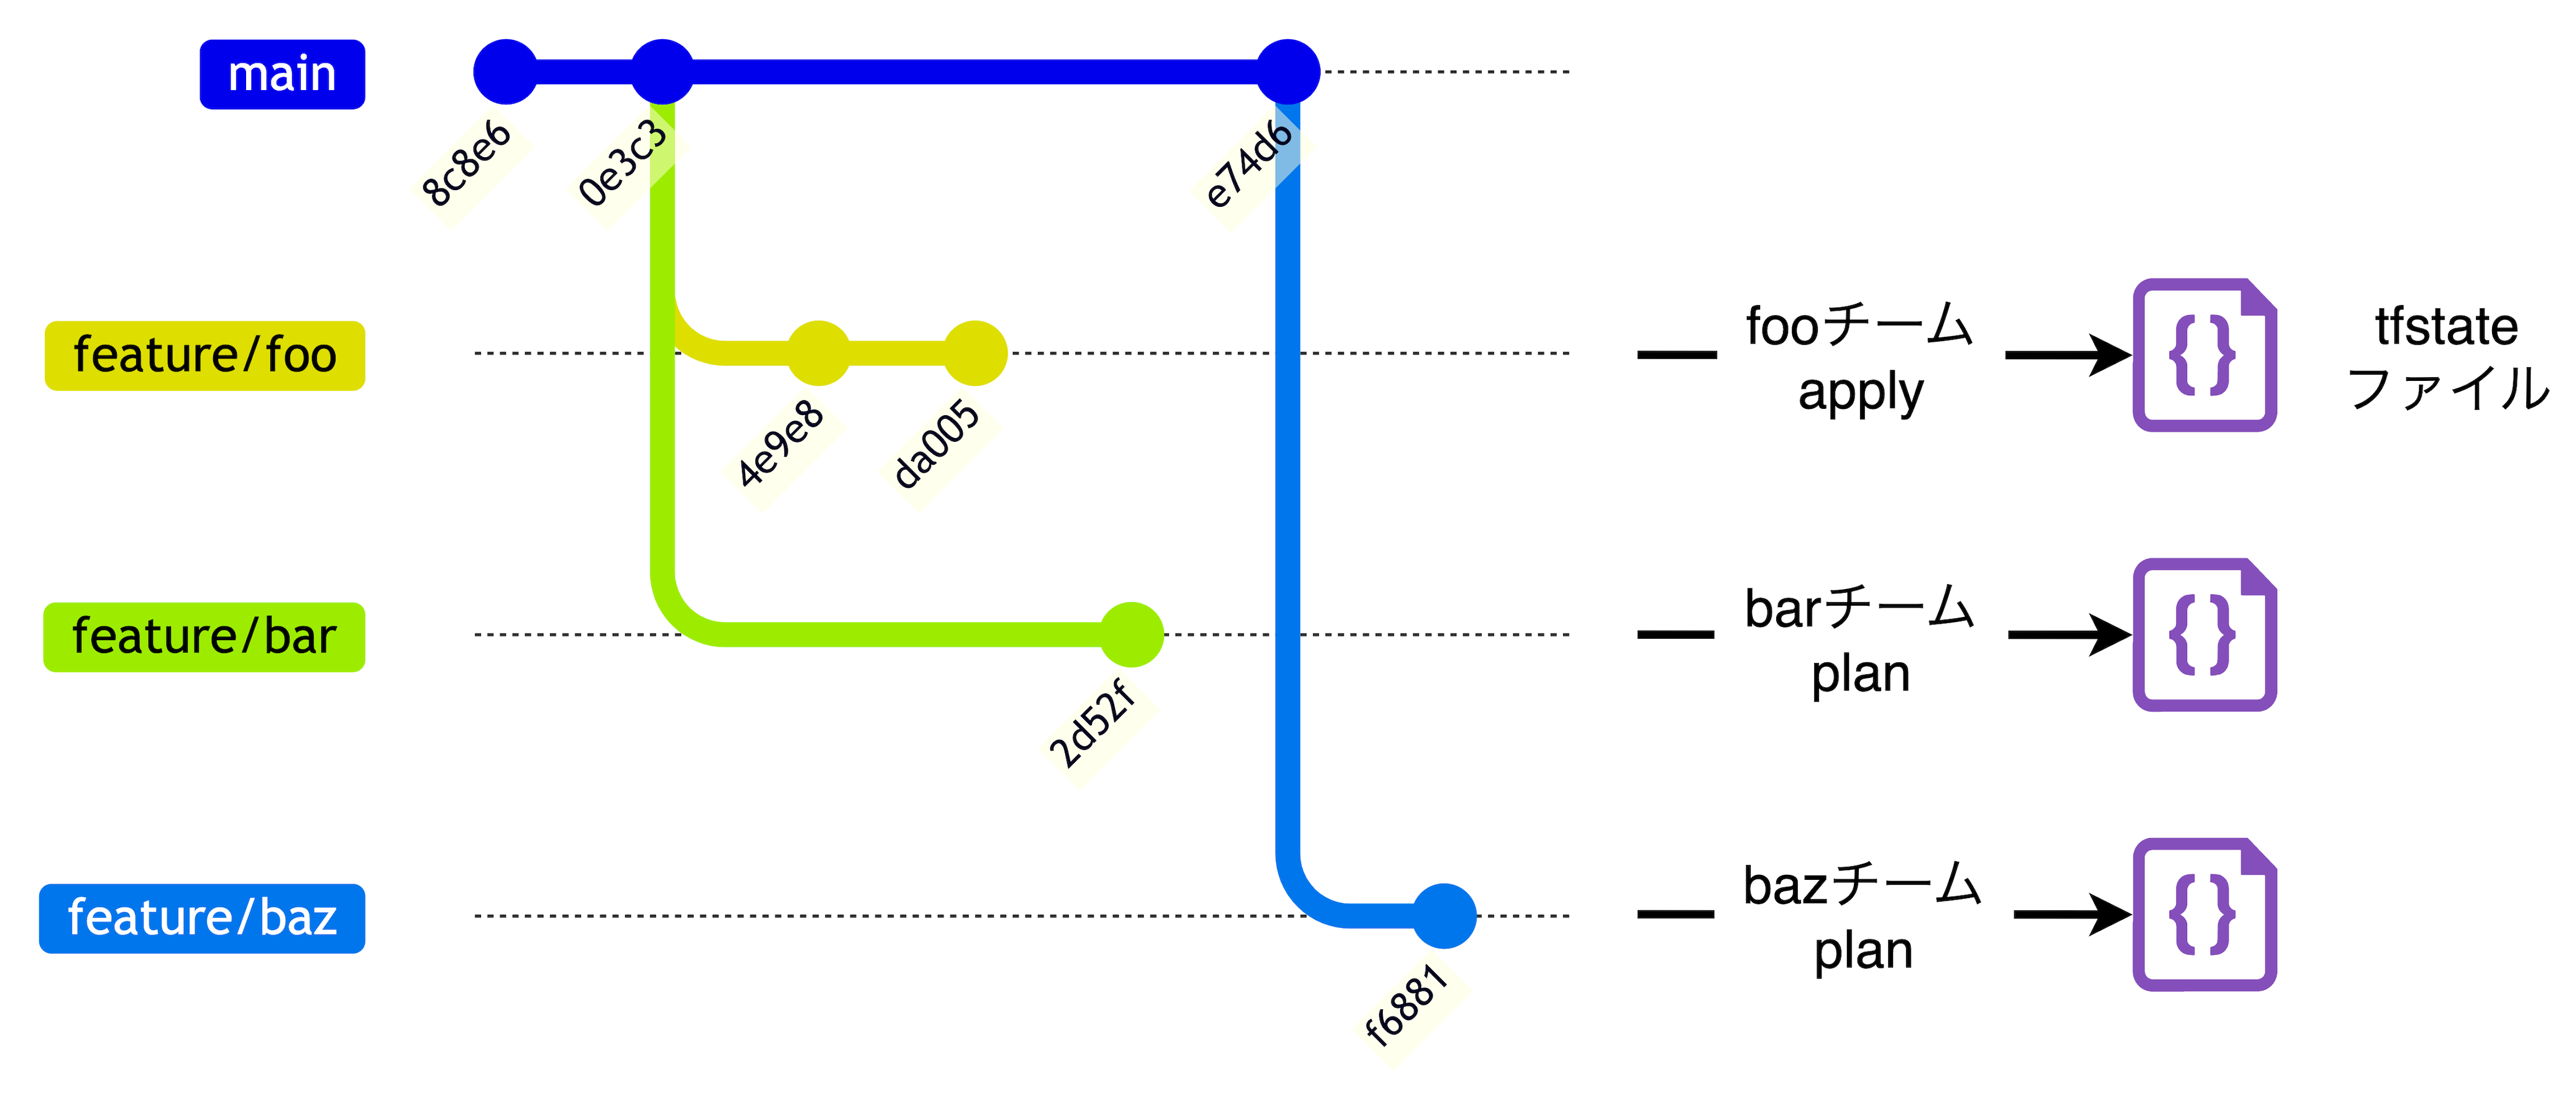 main
8c8e6
0e3c3
e74d6
feature/foo
4e9e8
da005
fooチーム
apply
tfstate
ファイル
feature/bar
2d52f
barチーム
plan
feature/baz
f6881
bazチーム
plan